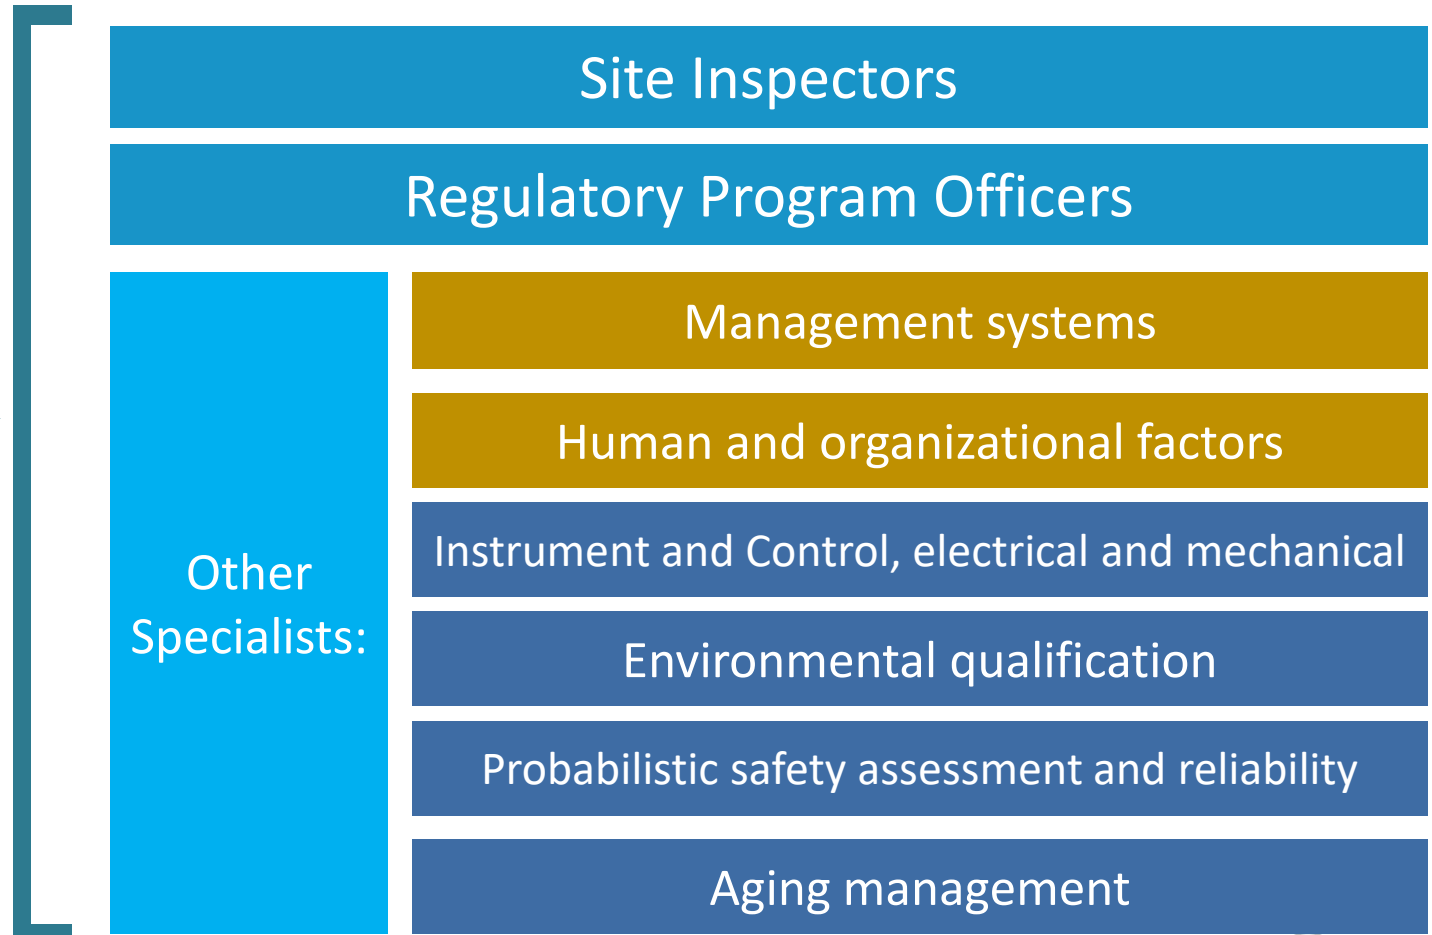 Site Inspectors
Regulatory Program Officers
Other
Specialists:
Management systems
Human and organizational factors
Instrument and Control, electrical and mechanical
Environmental qualification
Probabilistic safety assessment and reliability
Aging management